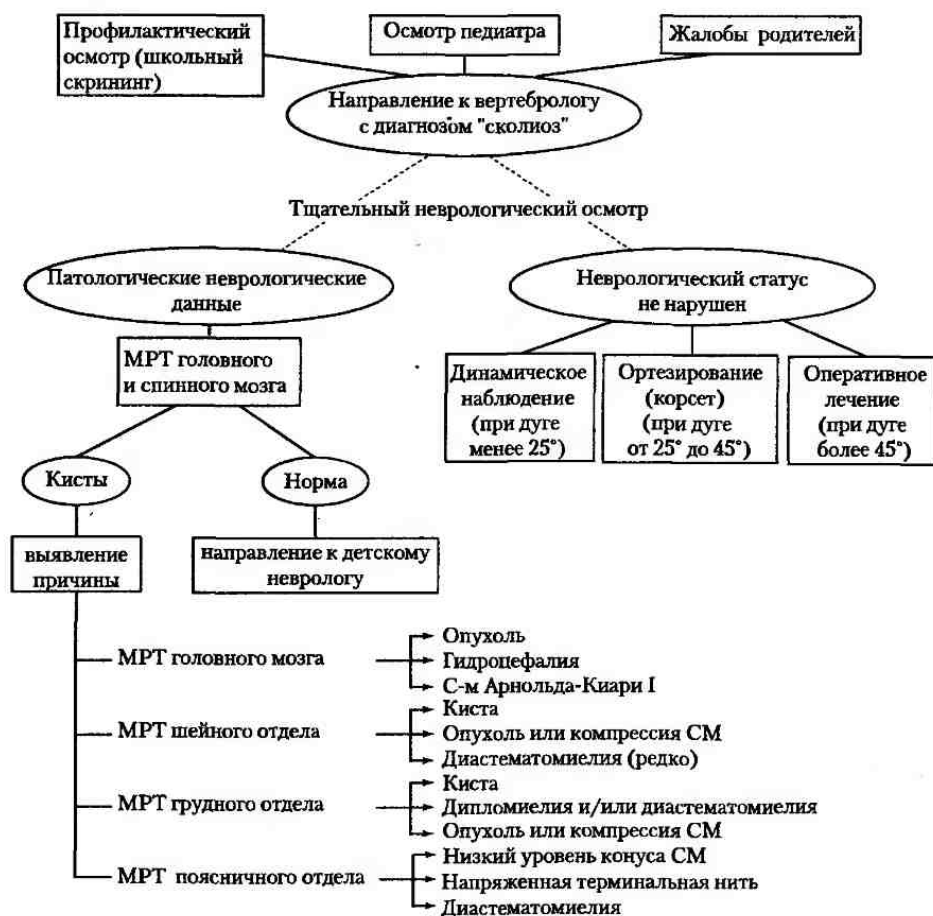 Профилактический
осмотр (школьный
скрининг)
Осмотр педиатра
Жалобы родителей
Направление к вертебрологу
с диагнозом "сколиоз"
Тщательный неврологический осмотр
Патологические неврологические
данные
Неврологический статус
не нарушен
МРТ головного
и спинного мозга
Динамическое
наблюдение
(при дуге
менее 25°)
Ортезирование
(корсет)
(при дуге
от 25° до 45°)
Оперативное
лечение
(при дуге
более 45°)
Кисты
Норма
выявление
причины
направление к детскому
неврологу
МРТ головного мозга
Опухоль
Гидроцефалия
С-м Арнольда-Киари I
МРТ шейного отдела
Киста
Опухоль или компрессия СМ
Диастематомиелия (редко)
МРТ грудного отдела
Киста
Дипломиелия и/или диастематомиелия
Опухоль или компрессия СМ
МРТ поясничного отдела
Низкий уровень конуса СМ
Напряженная терминальная нить
Диастематомиелия